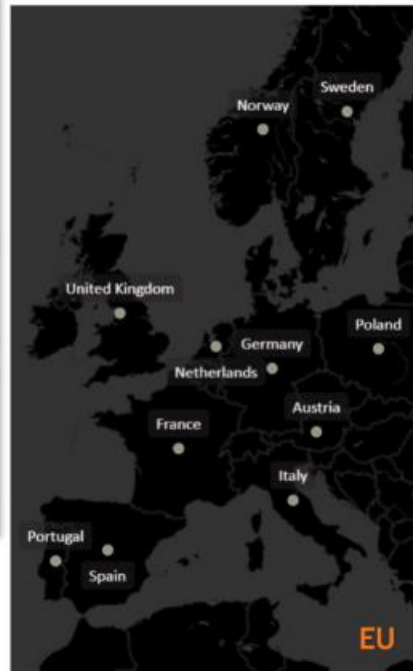 Sweden
Norway
United Kingdom
Poland
Germany
Netherlands
Austria
France
Italy
Portugal
Spain
EU